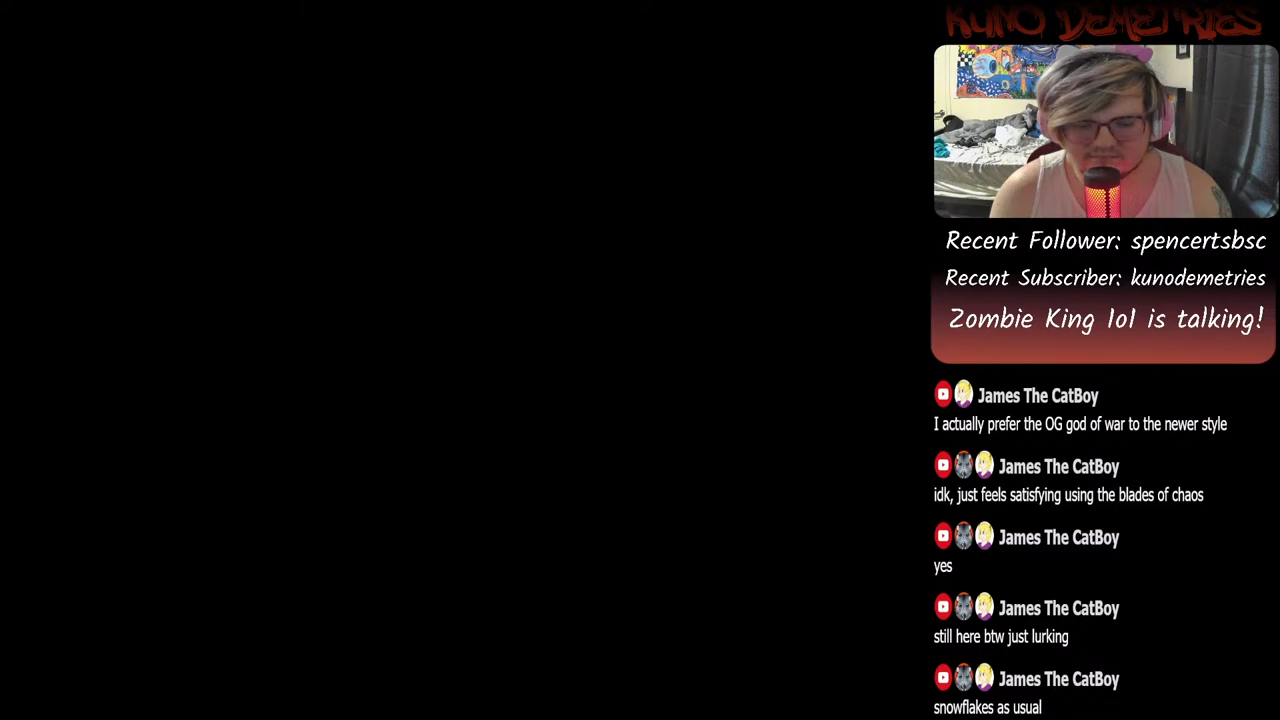 KUNO DEMETRIES
Recent Follower: spencertsbsc
Recent Subscriber: kunodemetries
Zombie King lol is talking!
James The CatBoy
I actually prefer the OG god of war to the newer style
James The CatBoy
idk, just feels satisfying using the blades of chaos
James The CatBoy
yes
James The CatBoy
still here btw just lurking
James The CatBoy
snowflakes as usual